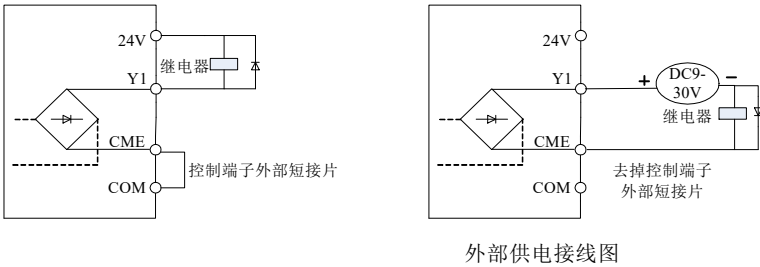 24V
继电器
Y1
CME
控制端子外部短接片
COM
24V
Y1
+
DC9-
30V
−
继电器
CME
去掉控制端子
外部短接片
COM
外部供电接线图